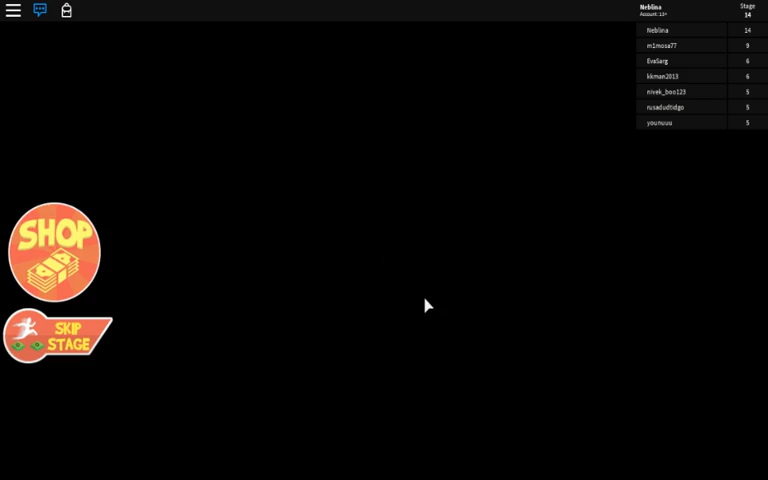 Neblina
Account: 13+
Stage
14
Neblina 14
m1mosa77 9
EvaSarg 6
kkman2013 6
nivek_boo123 5
rusadudtidgo 5
younuuu 5
SHOP
SKIP
STAGE